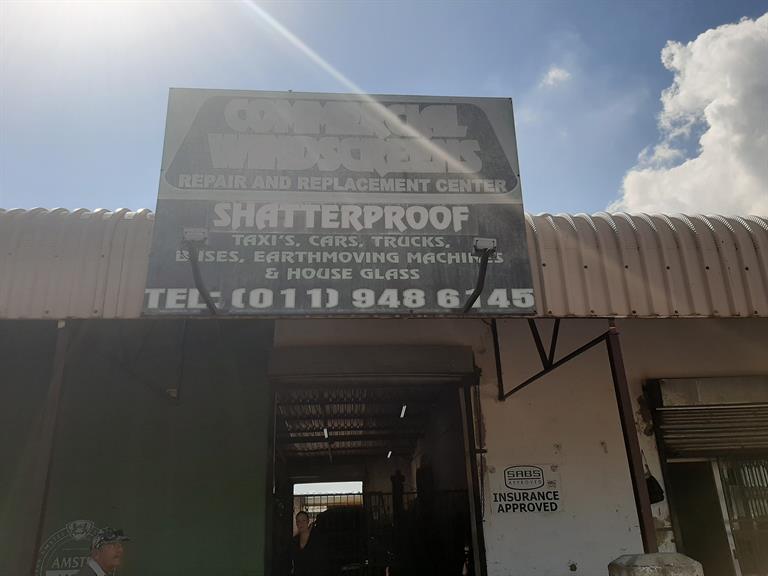 COMMERCIAL
WINDSCREENS
REPAIR AND REPLACEMENT CENTER
SHATTERPROOF
TAXI'S, CARS, TRUCKS,
BUSES, EARTHMOVING MACHINES
& HOUSE GLASS
TEL: (011) 948 6145
SABS
APPROVED
INSURANCE
APPROVED